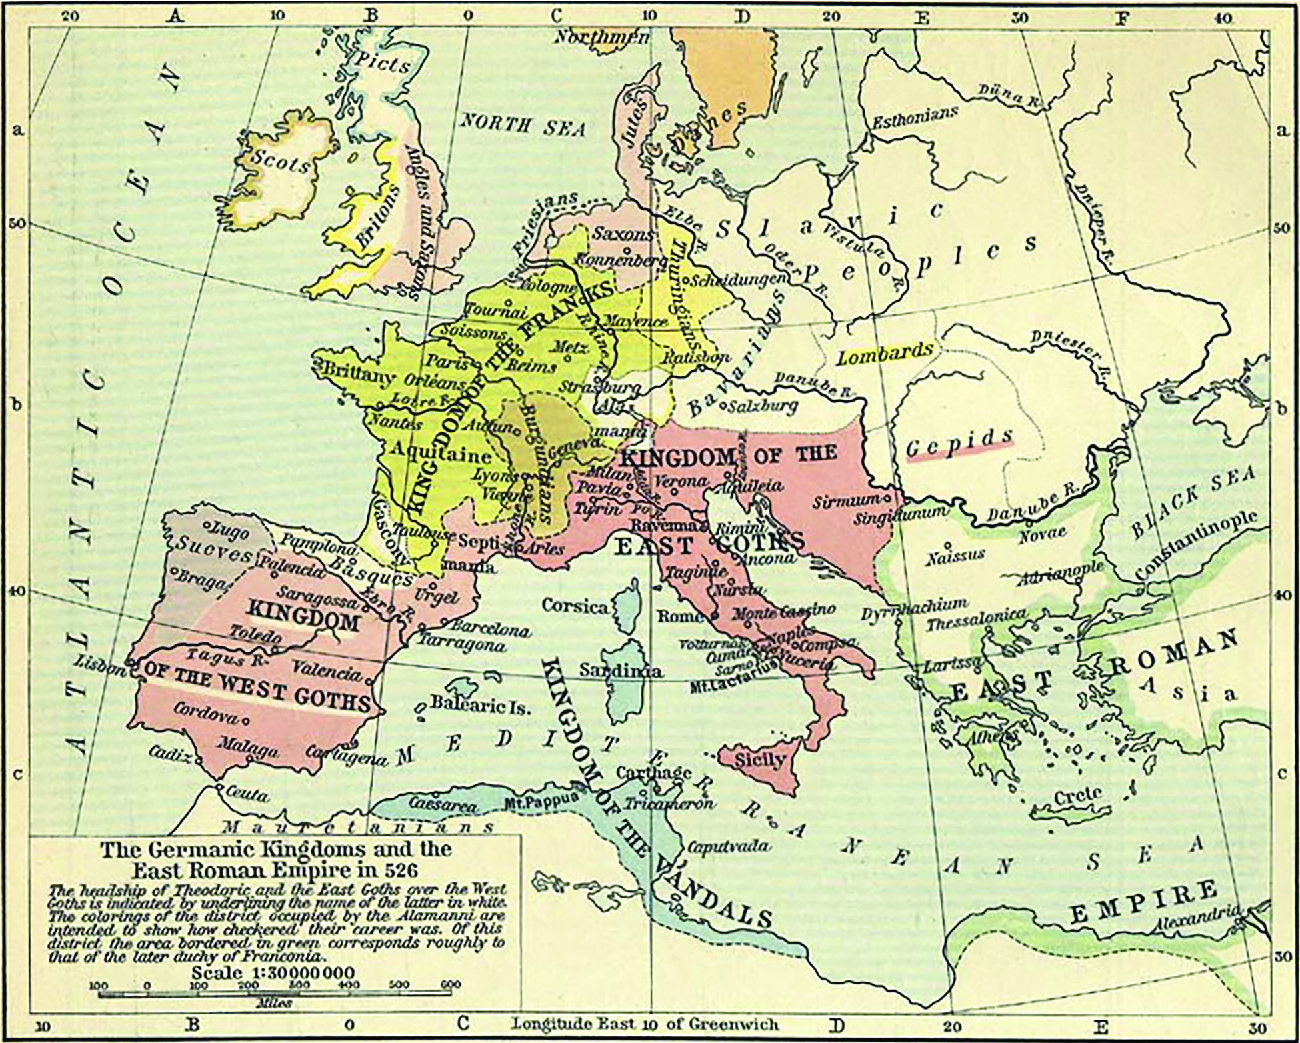 20 A 10 B 0 C 10 D 20 E 30 F 40
Northmen
Picts
NORTH SEA
Jutes
Danes
Düna R.
Esthonians
a
a
Scots
Angles and Saxons
Britons
Friesians
Saxons
Ronnenberg
Elbe R.
Slavic
Peoples
Vistula R.
Oder R.
Dnieper R.
50
50
ATLANTIC OCEAN
Thuringians
Scheidungen
Cologne
Tournai
KINGDOM OF THE FRANKS
Soissons
Rhine R.
Mayence
Paris
Reims
Metz
Ratisbon
Bavarians
Lombards
Dniester R.
Brittany
Orléans
Strasburg
Danube R.
Loire R.
Alamannia
Salzburg
b
b
Nantes
Autun
Burgundians
Geneva
Gepids
Aquitaine
Lyons
Vienne
KINGDOM OF THE
EAST GOTHS
Milan
Verona
Aquileia
Pavia
Po R.
Turin
Sirmium
Singidunum
Danube R.
BLACK SEA
Gascony
Toulouse
Septimania
Arles
Ravenna
Rimini
Ancona
Naissus
Novae
Constantinople
Adrianople
Lugo
Sueves
Pamplona
Basques
Palencia
Braga
Saragossa
Ebro R.
Urgel
Corsica
Taginae
Nursia
Rome
Monte Cassino
Dyrrhachium
Thessalonica
40
40
KINGDOM
OF THE WEST GOTHS
Toledo
Barcelona
Tarragona
Volturnus
Naples
Compsa
Cumae
Nuceria
Sarno
Mt. Lactarius
Larissa
Lisbon
Tagus R.
Valencia
Sardinia
EAST ROMAN
EMPIRE
Asia
Balearic Is.
Cordova
Malaga
Cartagena
Cadiz
Athens
MEDITERRANEAN SEA
Sicily
c
c
Ceuta
Caesarea
Mt. Pappua
Carthage
Tricameron
Crete
Mauretanians
KINGDOM OF THE VANDALS
Caputvada
Alexandria
The Germanic Kingdoms and the
East Roman Empire in 526
The headship of Theodoric and the East Goths over the West
Goths is indicated by underlining the name of the latter in white.
The colorings of the district occupied by the Alamanni are
intended to show how checkered their career was. Of this
district the area bordered in green corresponds roughly to
that of the later duchy of Franconia.
Scale 1:30000000
100 0 100 200 300 400 500 600
Miles
30
10 B 0 C Longitude East 10 of Greenwich D 20 E 30